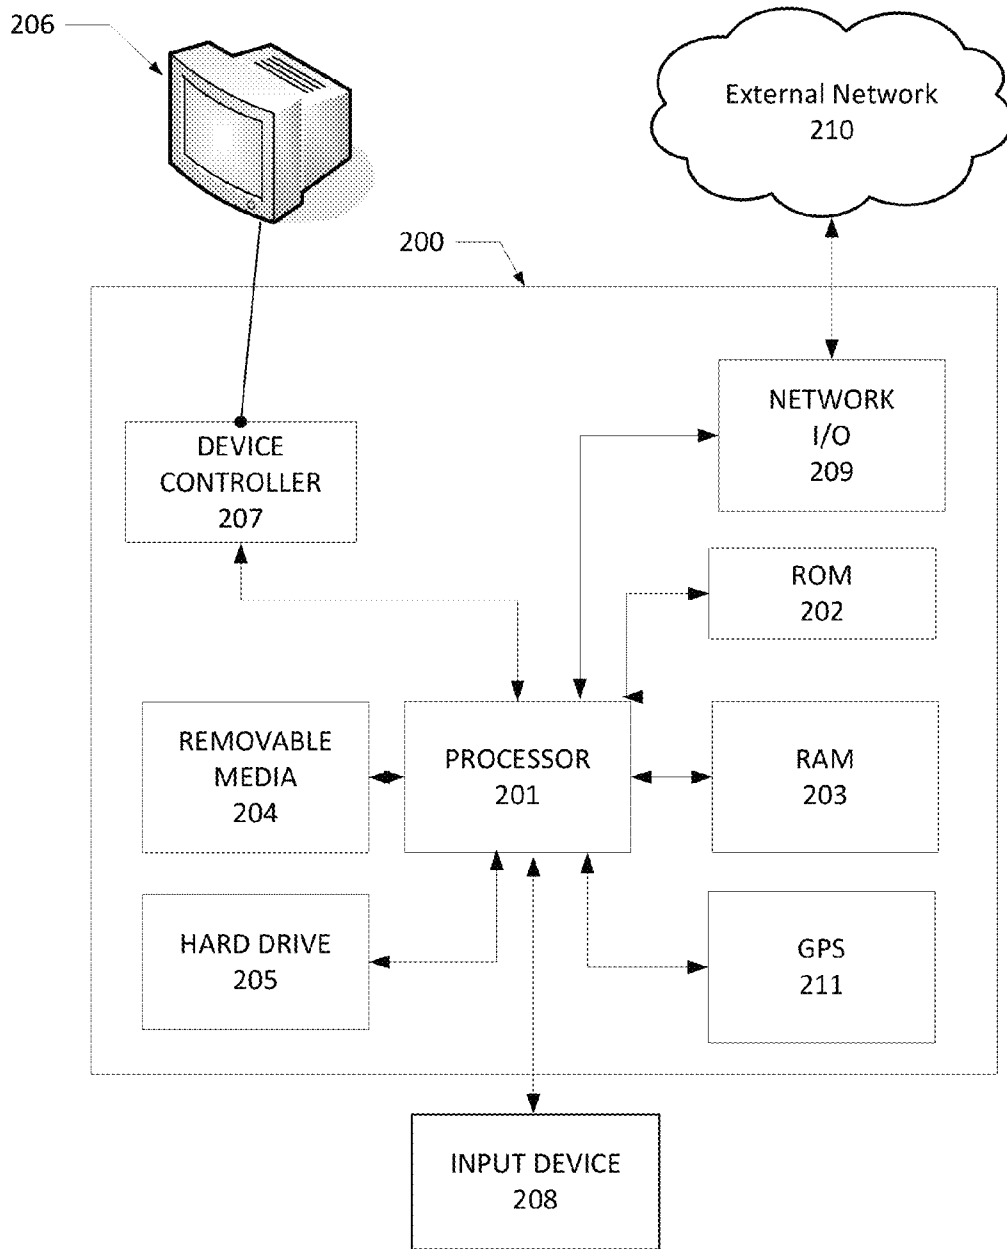 206
External Network
210
200
NETWORK
I/O
209
DEVICE
CONTROLLER
207
ROM
202
REMOVABLE
MEDIA
204
PROCESSOR
201
RAM
203
HARD DRIVE
205
GPS
211
INPUT DEVICE
208